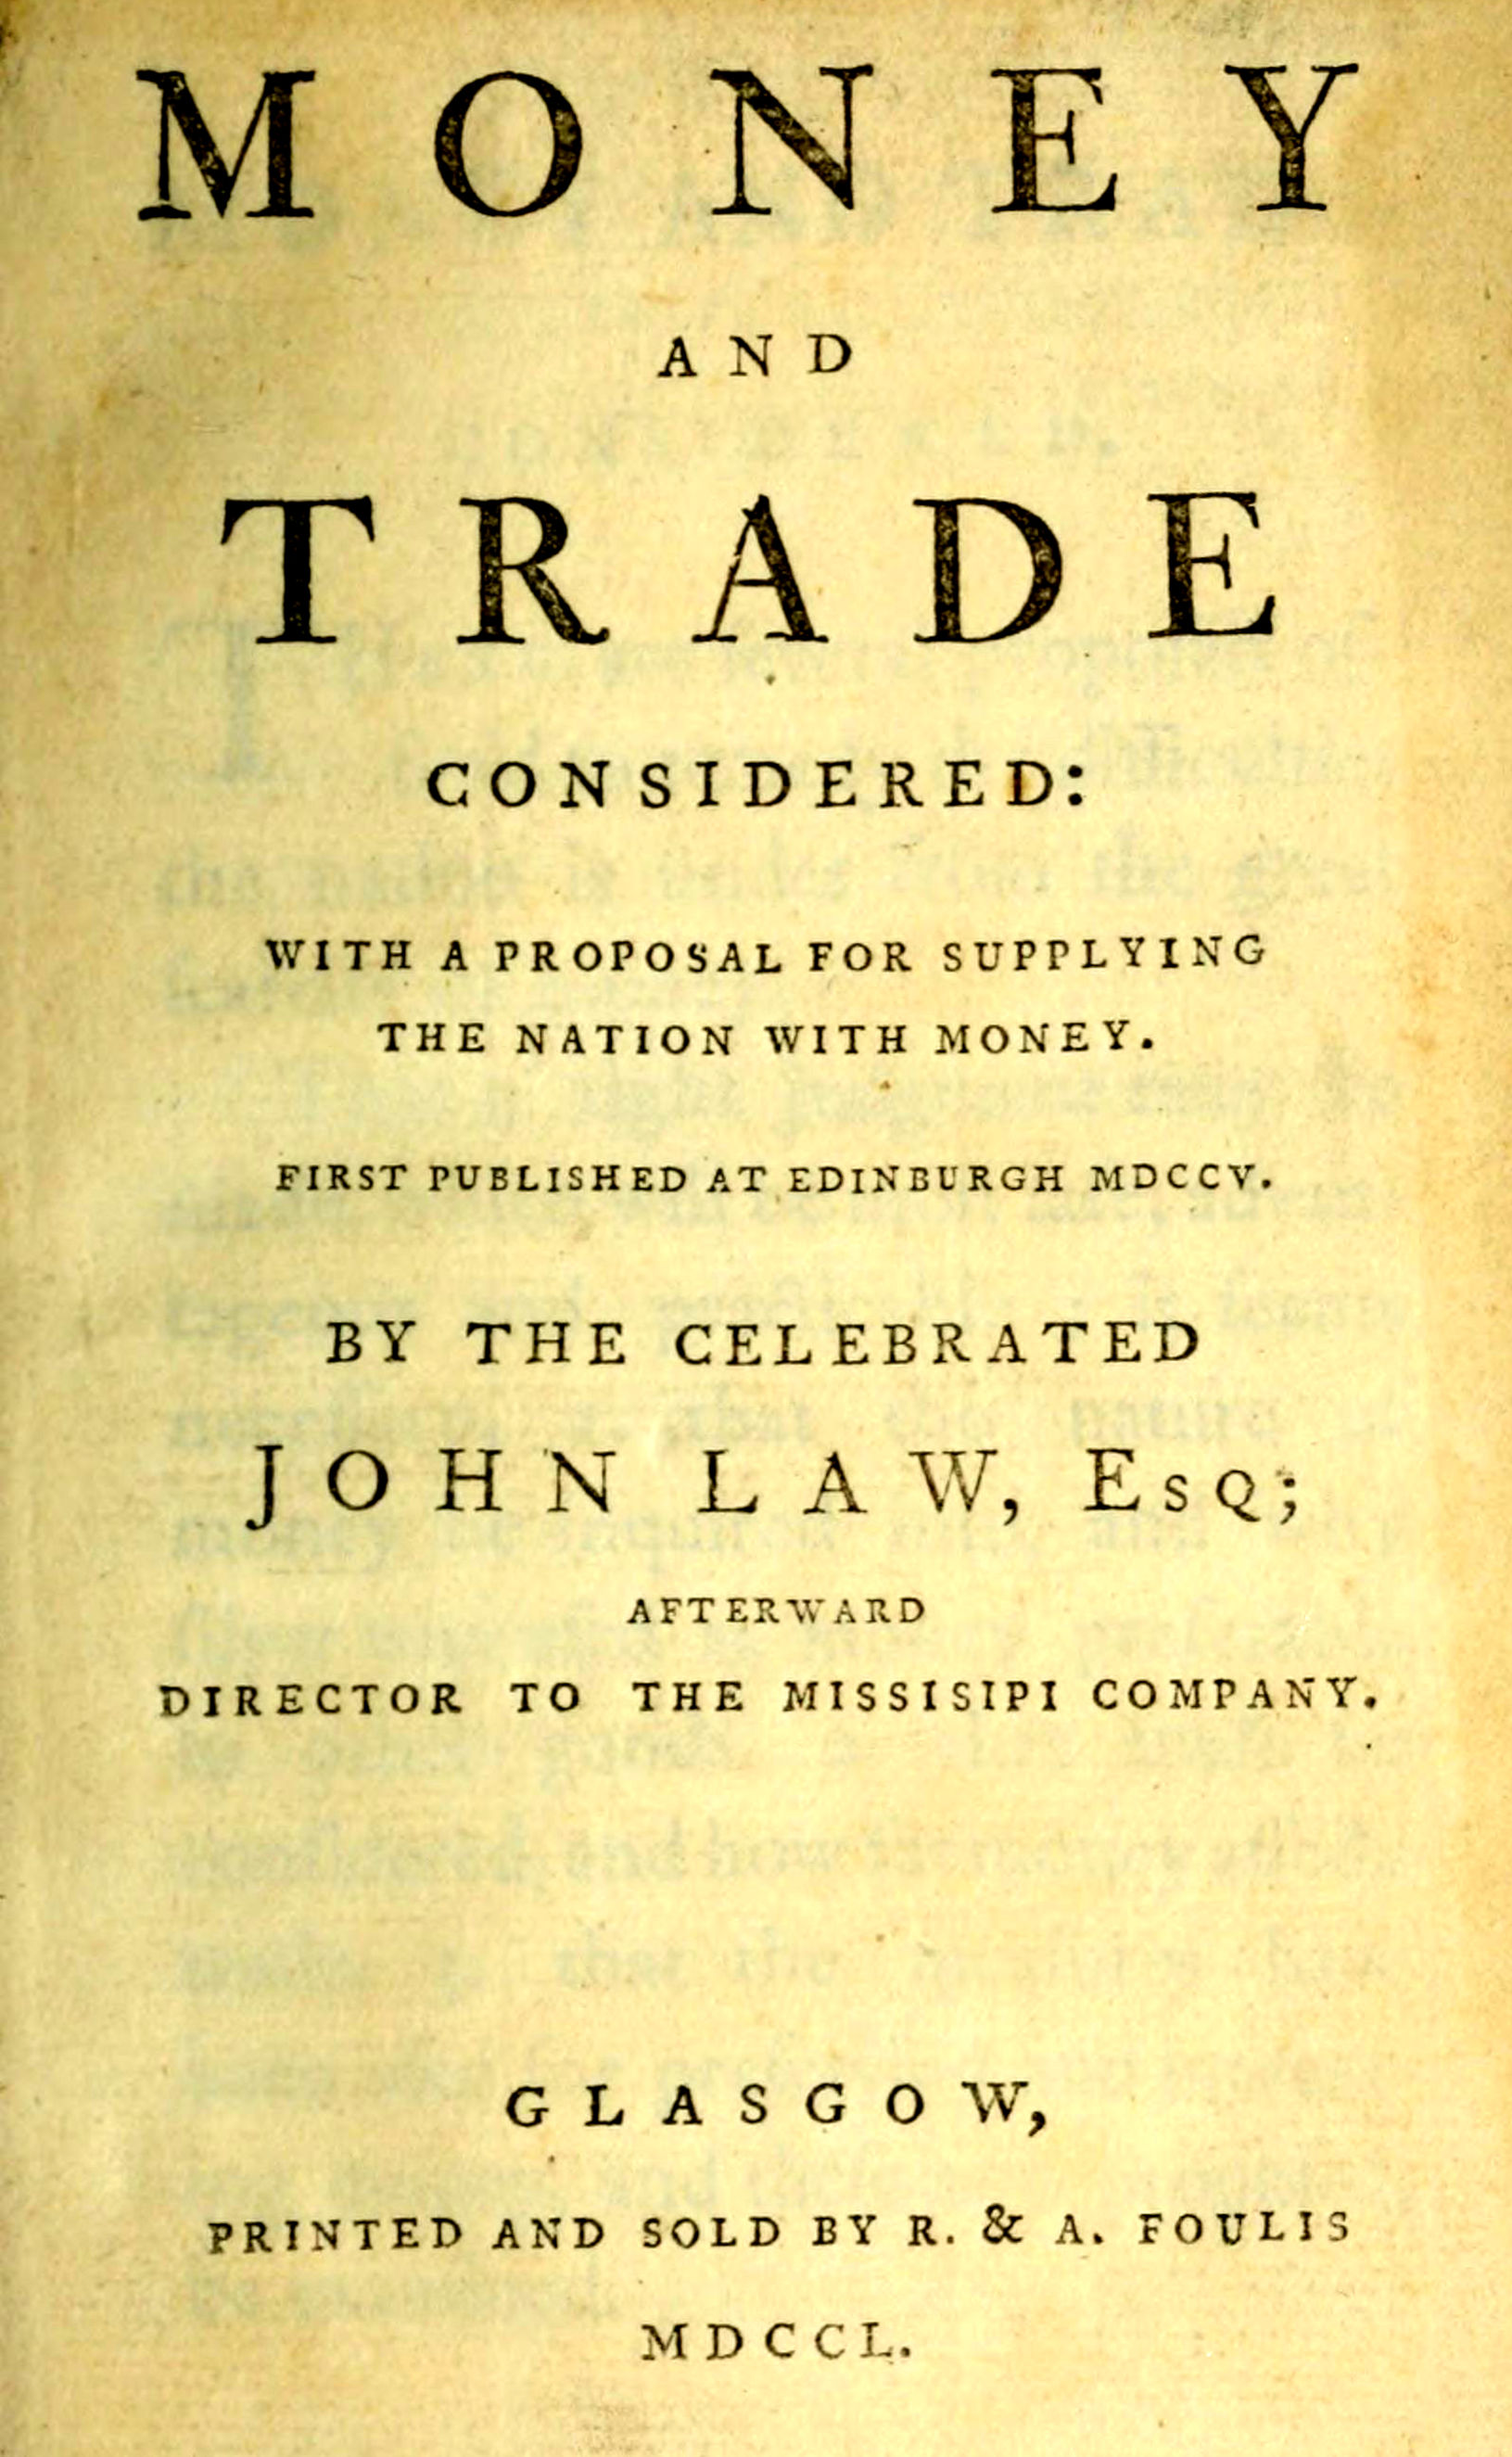 MONEY
AND
TRADE
CONSIDERED:
WITH A PROPOSAL FOR SUPPLYING
THE NATION WITH MONEY.
FIRST PUBLISHED AT EDINBURGH MDCCV.
BY THE CELEBRATED
JOHN LAW, Esq;
AFTERWARD
DIRECTOR TO THE MISSISIPI COMPANY.
GLASGOW,
PRINTED AND SOLD BY R. & A. FOULIS
MDCCL.